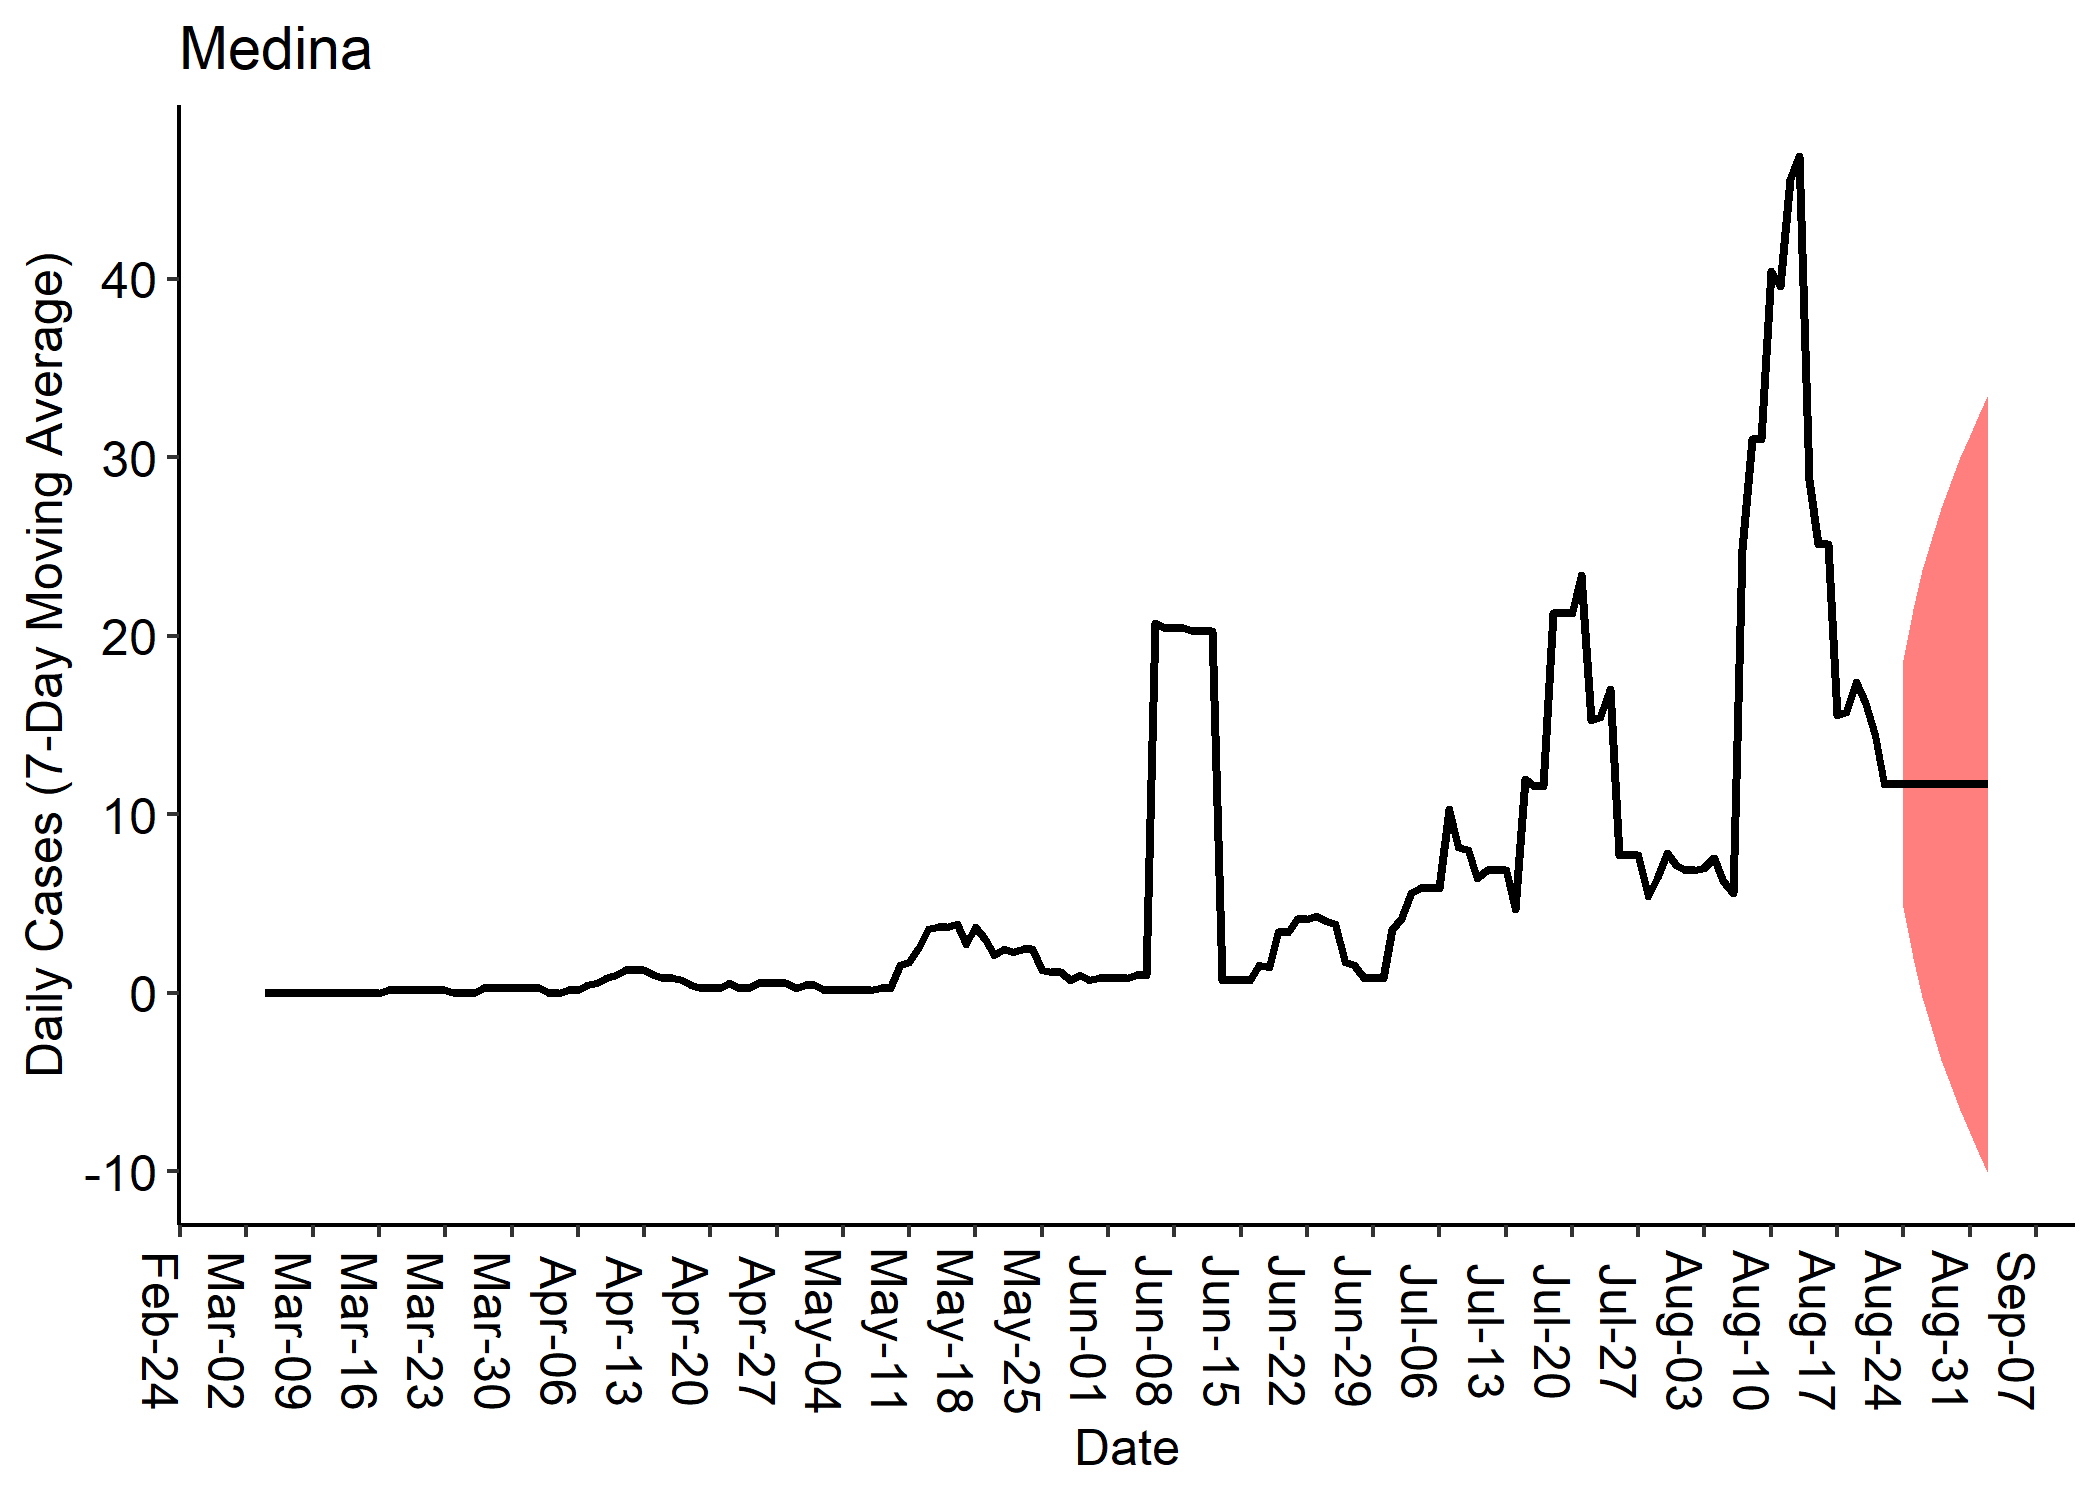 Medina
Daily Cases (7-Day Moving Average)
40
30
20
10
0
-10
Feb-24
Mar-02
Mar-09
Mar-16
Mar-23
Mar-30
Apr-06
Apr-13
Apr-20
Apr-27
May-04
May-11
May-18
May-25
Jun-01
Jun-08
Jun-15
Jun-22
Jun-29
Jul-06
Jul-13
Jul-20
Jul-27
Aug-03
Aug-10
Aug-17
Aug-24
Aug-31
Sep-07
Date